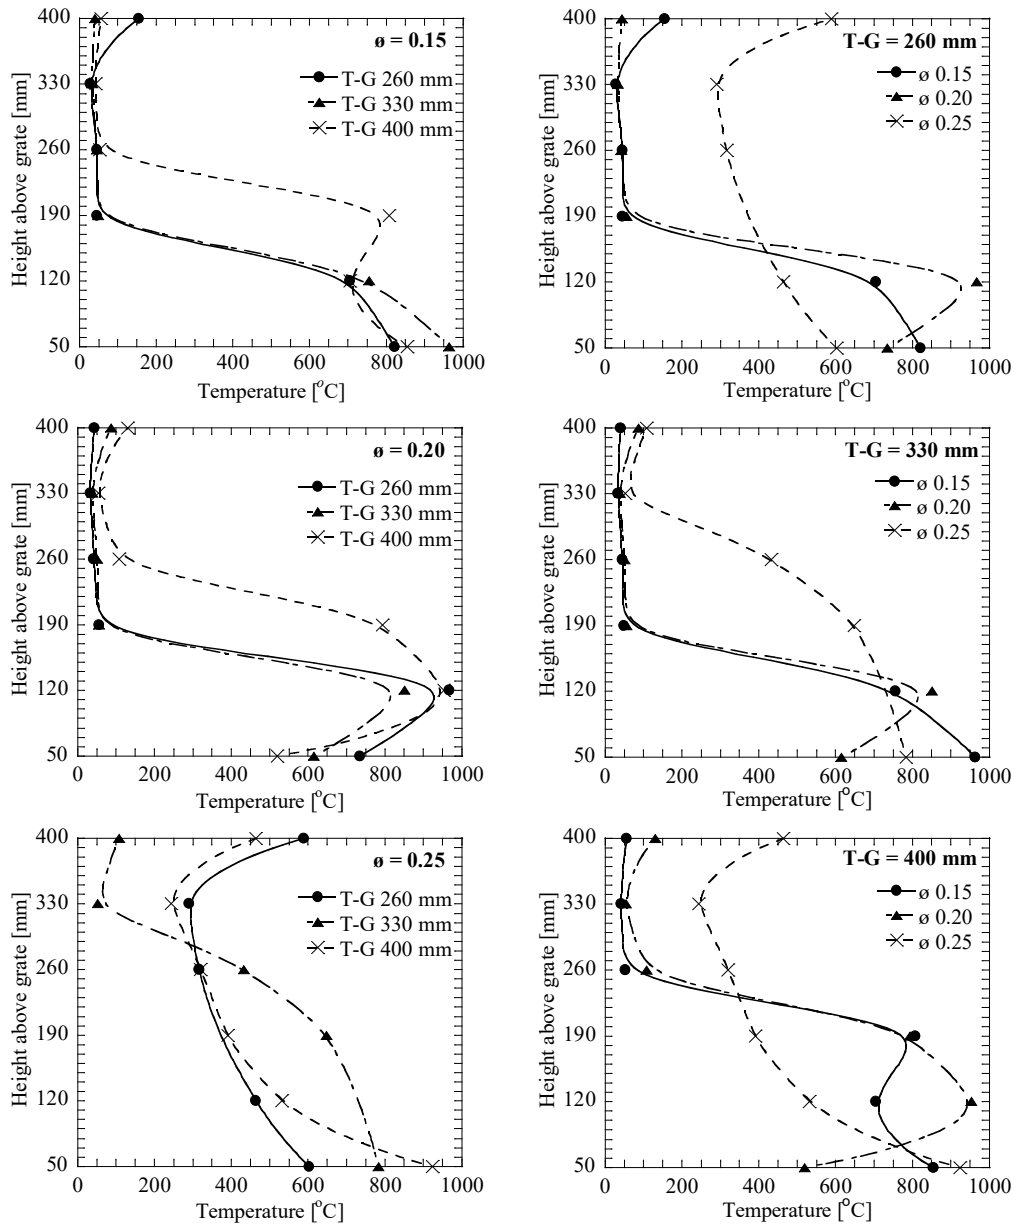 ø = 0.15
T-G 260 mm
T-G 330 mm
T-G 400 mm
Height above grate [mm]
400
330
260
190
120
50
0 200 400 600 800 1000
Temperature [°C]
T-G = 260 mm
ø 0.15
ø 0.20
ø 0.25
Height above grate [mm]
400
330
260
190
120
50
0 200 400 600 800 1000
Temperature [°C]
ø = 0.20
T-G 260 mm
T-G 330 mm
T-G 400 mm
Height above grate [mm]
400
330
260
190
120
50
0 200 400 600 800 1000
Temperature [°C]
T-G = 330 mm
ø 0.15
ø 0.20
ø 0.25
Height above grate [mm]
400
330
260
190
120
50
0 200 400 600 800 1000
Temperature [°C]
ø = 0.25
T-G 260 mm
T-G 330 mm
T-G 400 mm
Height above grate [mm]
400
330
260
190
120
50
0 200 400 600 800 1000
Temperature [°C]
T-G = 400 mm
ø 0.15
ø 0.20
ø 0.25
Height above grate [mm]
400
330
260
190
120
50
0 200 400 600 800 1000
Temperature [°C]